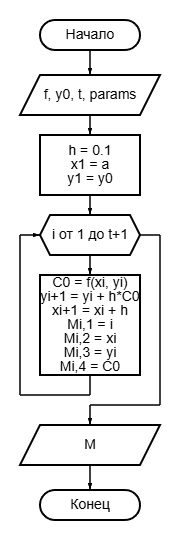 Начало
f, y0, t, params
h = 0.1
x1 = a
y1 = y0
i от 1 до t+1
C0 = f(xi, yi)
yi+1 = yi + h*C0
xi+1 = xi + h
Mi,1 = i
Mi,2 = xi
Mi,3 = yi
Mi,4 = C0
M
Конец